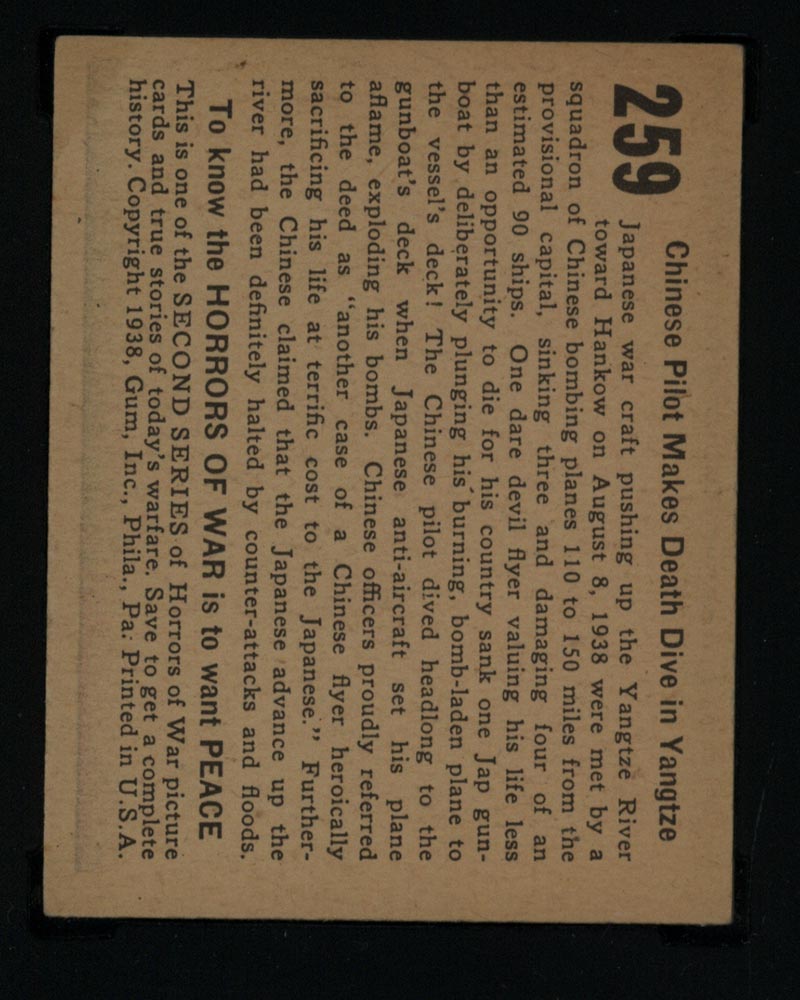 259
Chinese Pilot Makes Death Dive in Yangtze
Japanese war craft pushing up the Yangtze River
toward Hankow on August 8, 1938 were met by a
squadron of Chinese bombing planes 110 to 150 miles from the
provisional capital, sinking three and damaging four of an
estimated 90 ships. One dare devil flyer valuing his life less
than an opportunity to die for his country sank one Jap gun-
boat by deliberately plunging his burning, bomb-laden plane to
the vessel's deck! The Chinese pilot dived headlong to the
gunboat's deck when Japanese anti-aircraft set his plane
aflame, exploding his bombs. Chinese officers proudly referred
to the deed as "another case of a Chinese flyer heroically
sacrificing his life at terrific cost to the Japanese." Further-
more, the Chinese claimed that the Japanese advance up the
river had been definitely halted by counter-attacks and floods.
To know the HORRORS OF WAR is to want PEACE
This is one of the SECOND SERIES of Horrors of War picture
cards and true stories of today's warfare. Save to get a complete
history. Copyright 1938, Gum, Inc., Phila., Pa. Printed in U.S.A.